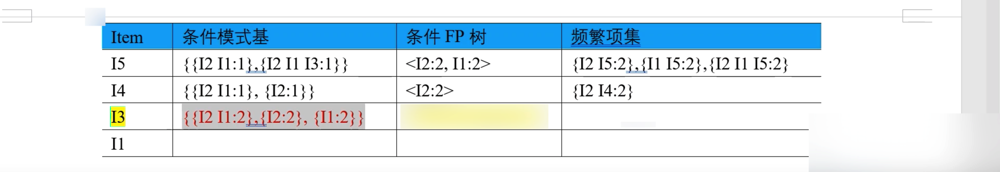 Item 条件模式基 条件 FP 树 频繁项集
I5 {{I2 I1:1},{I2 I1 I3:1}} <I2:2, I1:2> {I2 I5:2},{I1 I5:2},{I2 I1 I5:2}
I4 {{I2 I1:1}, {I2:1}} <I2:2> {I2 I4:2}
I3 {{I2 I1:2},{I2:2}, {I1:2}}
I1